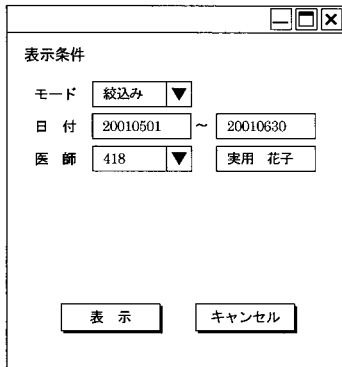 表示条件
モード 絞込み ▼
日 付 20010501 ~ 20010630
医 師 418 ▼ 実用 花子
表 示 キャンセル